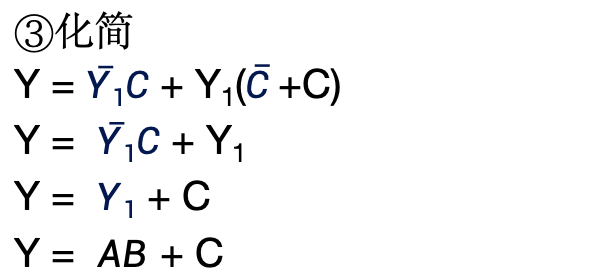 ③化简
Y = Ȳ₁C + Y₁(C̄ +C)
Y = Ȳ₁C + Y₁
Y = Y₁ + C
Y = AB + C